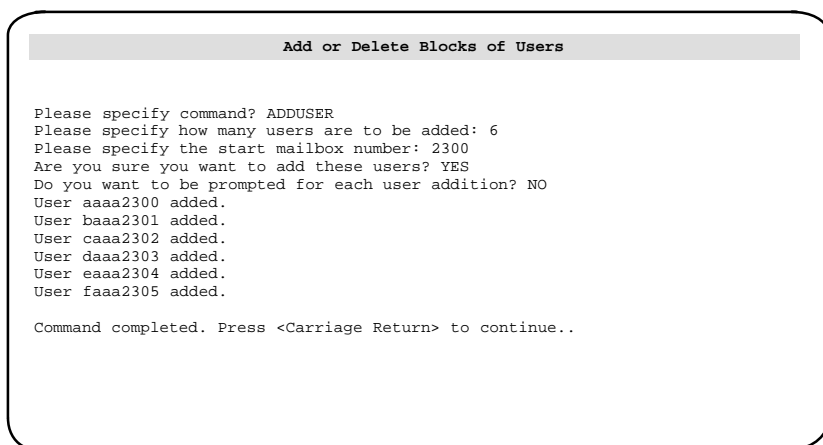 Add or Delete Blocks of Users
Please specify command? ADDUSER
Please specify how many users are to be added: 6
Please specify the start mailbox number: 2300
Are you sure you want to add these users? YES
Do you want to be prompted for each user addition? NO
User aaaa2300 added.
User baaa2301 added.
User caaa2302 added.
User daaa2303 added.
User eaaa2304 added.
User faaa2305 added.
Command completed. Press <Carriage Return> to continue..